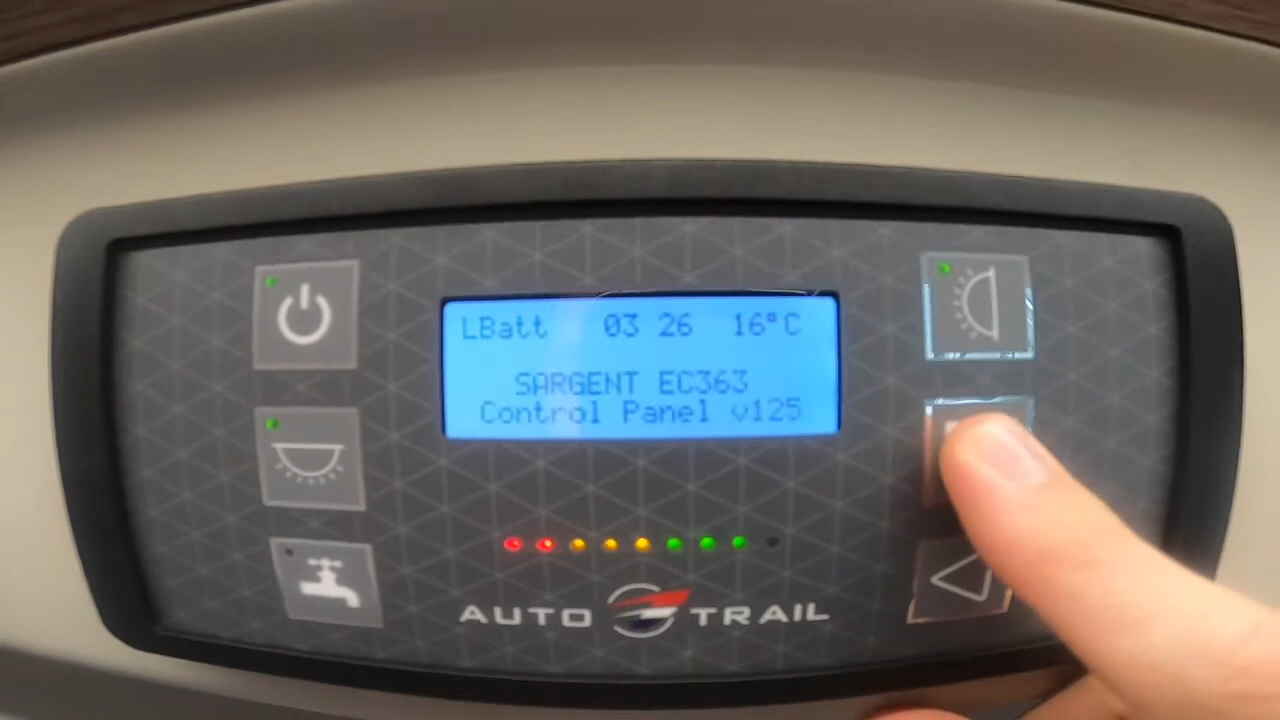 LBatt 03 26 16°C
SARGENT EC363
Control Panel v125
AUTO TRAIL